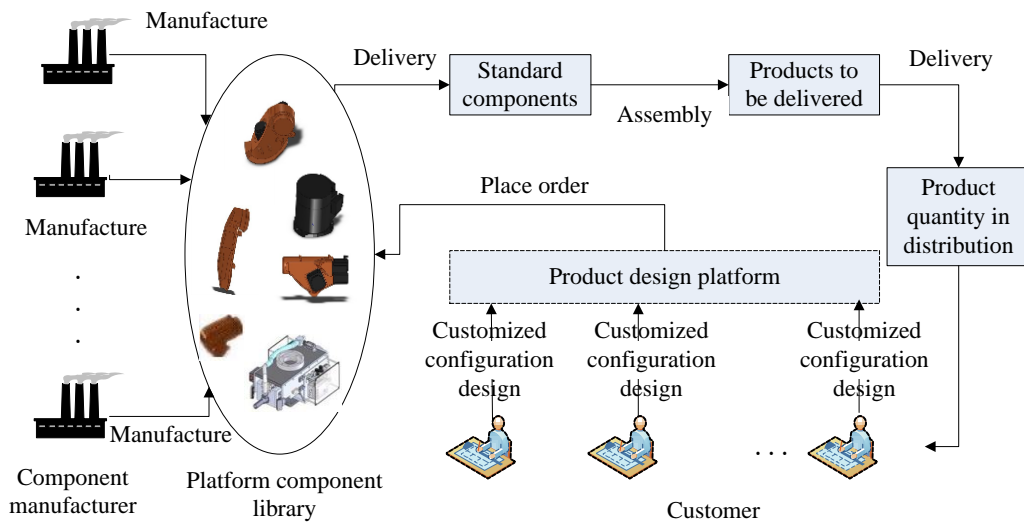 Manufacture
Delivery
Standard
components
Assembly
Products to
be delivered
Delivery
Manufacture
Place order
Product
quantity in
distribution
Product design platform
Customized
configuration
design
Customized
configuration
design
Customized
configuration
design
Manufacture
Component
manufacturer
Platform component
library
Customer